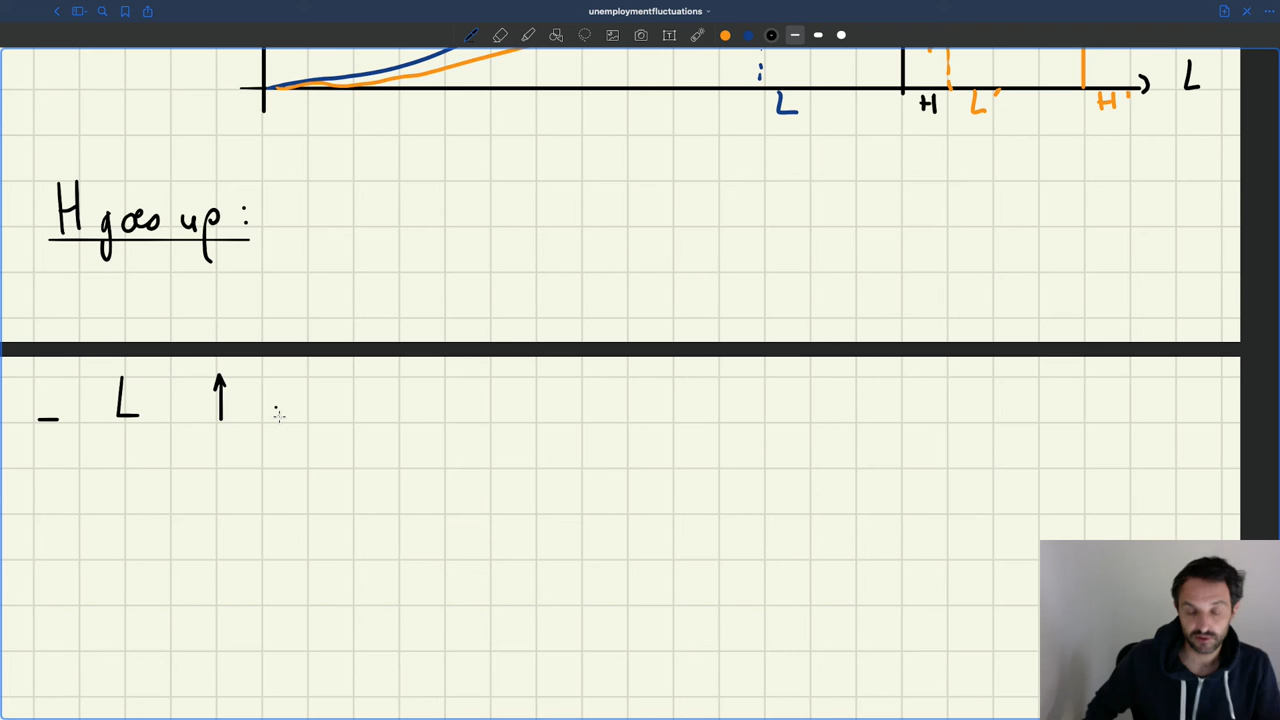 unemploymentfluctuations
L
L H L' H'
H goes up :
- L ↑